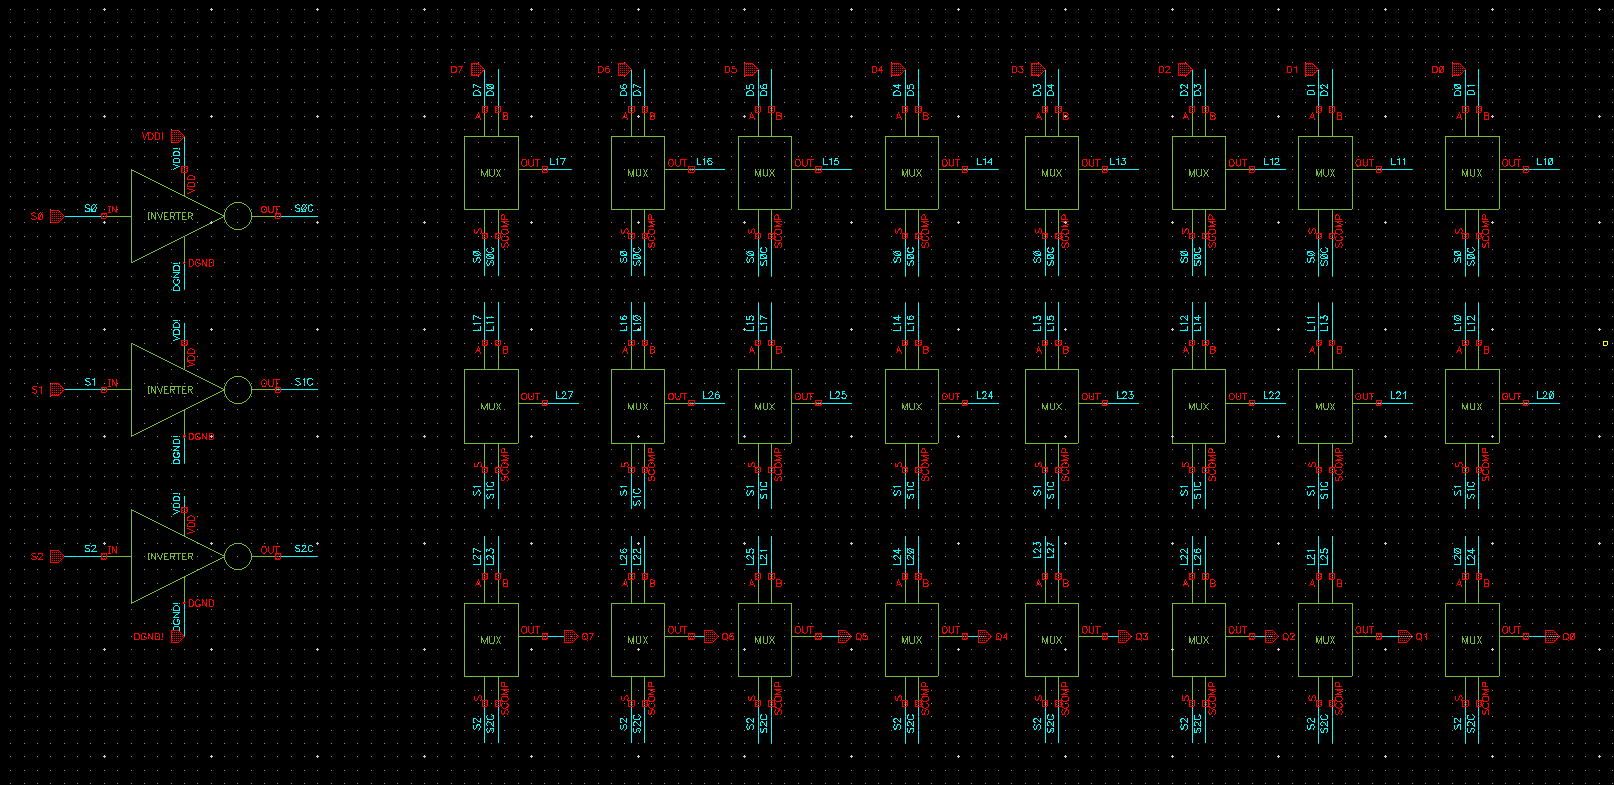 VDD!
VDD!
VDD
S0 S0 IN INVERTER OUT S0C
DGND
DGND!
VDD!
VDD
S1 S1 IN INVERTER OUT S1C
DGND
DGND!
VDD!
VDD
S2 S2 IN INVERTER OUT S2C
DGND
DGND!
DGND!
D7 D6 D5 D4 D3 D2 D1 D0
D7 D0 D6 D7 D5 D6 D4 D5 D3 D4 D2 D3 D1 D2 D0 D1
A B A B A B A B A B A B A B A B
MUX OUT L17 MUX OUT L16 MUX OUT L15 MUX OUT L14 MUX OUT L13 MUX OUT L12 MUX OUT L11 MUX OUT L10
S SCOMP S SCOMP S SCOMP S SCOMP S SCOMP S SCOMP S SCOMP S SCOMP
S0 S0C S0 S0C S0 S0C S0 S0C S0 S0C S0 S0C S0 S0C S0 S0C
L17 L11 L16 L10 L15 L17 L14 L16 L13 L15 L12 L14 L11 L13 L10 L12
A B A B A B A B A B A B A B A B
MUX OUT L27 MUX OUT L26 MUX OUT L25 MUX OUT L24 MUX OUT L23 MUX OUT L22 MUX OUT L21 MUX OUT L20
S SCOMP S SCOMP S SCOMP S SCOMP S SCOMP S SCOMP S SCOMP S SCOMP
S1 S1C S1 S1C S1 S1C S1 S1C S1 S1C S1 S1C S1 S1C S1 S1C
L27 L23 L26 L22 L25 L21 L24 L20 L23 L27 L22 L26 L21 L25 L20 L24
A B A B A B A B A B A B A B A B
MUX OUT Q7 MUX OUT Q6 MUX OUT Q5 MUX OUT Q4 MUX OUT Q3 MUX OUT Q2 MUX OUT Q1 MUX OUT Q0
S SCOMP S SCOMP S SCOMP S SCOMP S SCOMP S SCOMP S SCOMP S SCOMP
S2 S2C S2 S2C S2 S2C S2 S2C S2 S2C S2 S2C S2 S2C S2 S2C